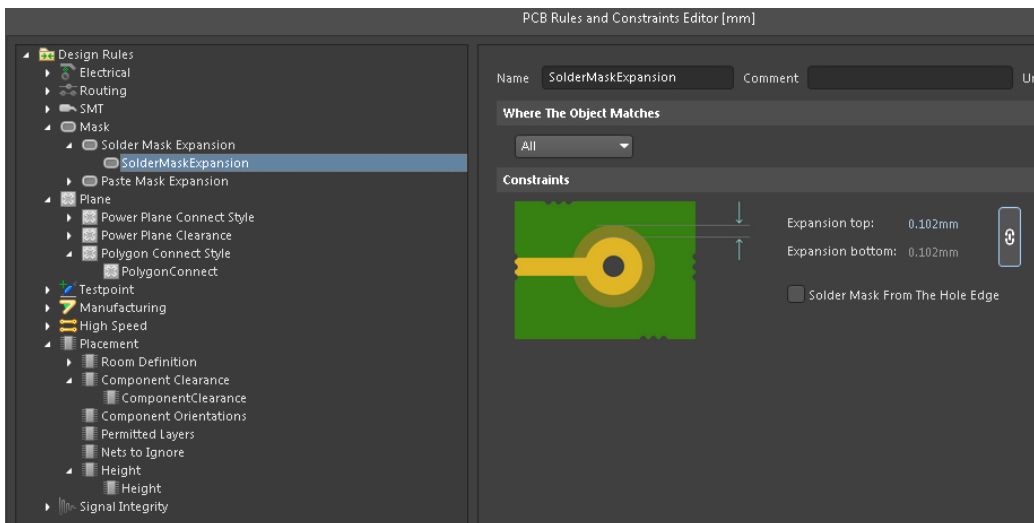 PCB Rules and Constraints Editor [mm]
Design Rules
Electrical
Routing
SMT
Mask
Solder Mask Expansion
SolderMaskExpansion
Paste Mask Expansion
Plane
Power Plane Connect Style
Power Plane Clearance
Polygon Connect Style
PolygonConnect
Testpoint
Manufacturing
High Speed
Placement
Room Definition
Component Clearance
ComponentClearance
Component Orientations
Permitted Layers
Nets to Ignore
Height
Height
Signal Integrity
Name SolderMaskExpansion Comment
Where The Object Matches
All
Constraints
Expansion top: 0.102mm
Expansion bottom: 0.102mm
Solder Mask From The Hole Edge